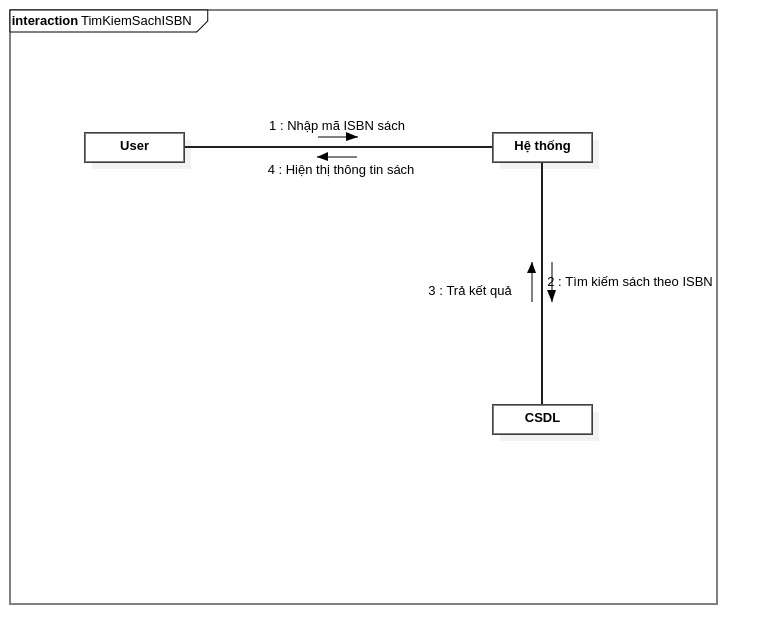 interaction TimKiemSachISBN
1 : Nhập mã ISBN sách
User
Hệ thống
4 : Hiện thị thông tin sách
2 : Tìm kiếm sách theo ISBN
3 : Trả kết quả
CSDL